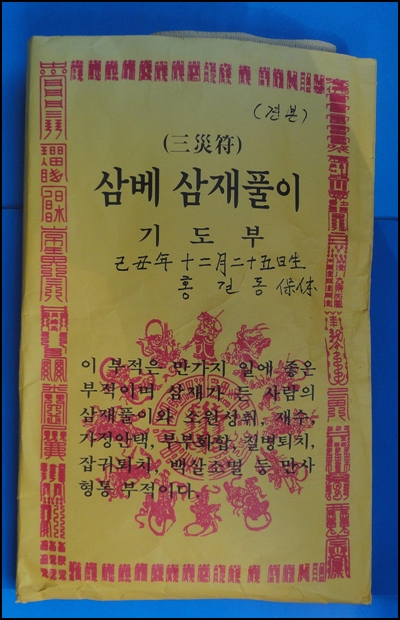 (견본)
(三災符)
삼베 삼재풀이
기도부
己丑年 十二月 二十五日生
홍길동 保体
이 부적은 만가지 일에 좋은
부적이며 삼재가 든 사람의
삼재풀이와 소원성취, 재수,
가정안택, 부부화합, 질병퇴치,
잡귀퇴치, 백살소멸 등 만사
형통 부적이다.